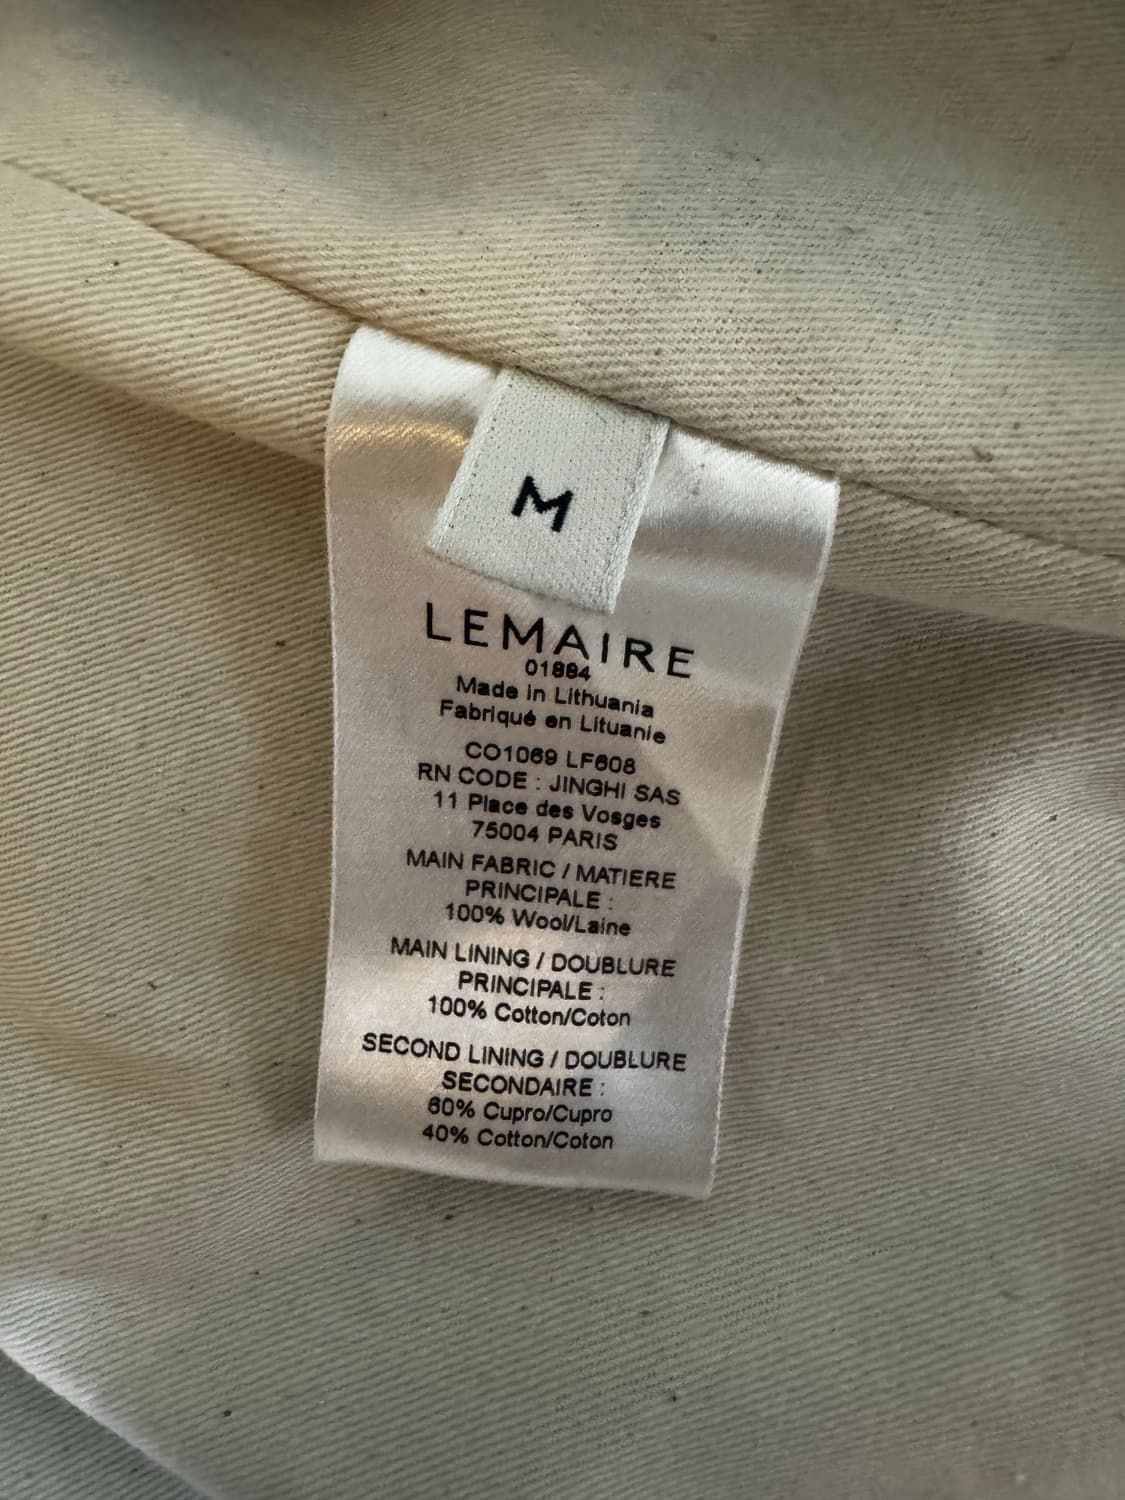 M
LEMAIRE
01884
Made in Lithuania
Fabriqué en Lituanie
CO1069 LF608
RN CODE : JINGHI SAS
11 Place des Vosges
75004 PARIS
MAIN FABRIC / MATIERE
PRINCIPALE :
100% Wool/Laine
MAIN LINING / DOUBLURE
PRINCIPALE :
100% Cotton/Coton
SECOND LINING / DOUBLURE
SECONDAIRE :
60% Cupro/Cupro
40% Cotton/Coton